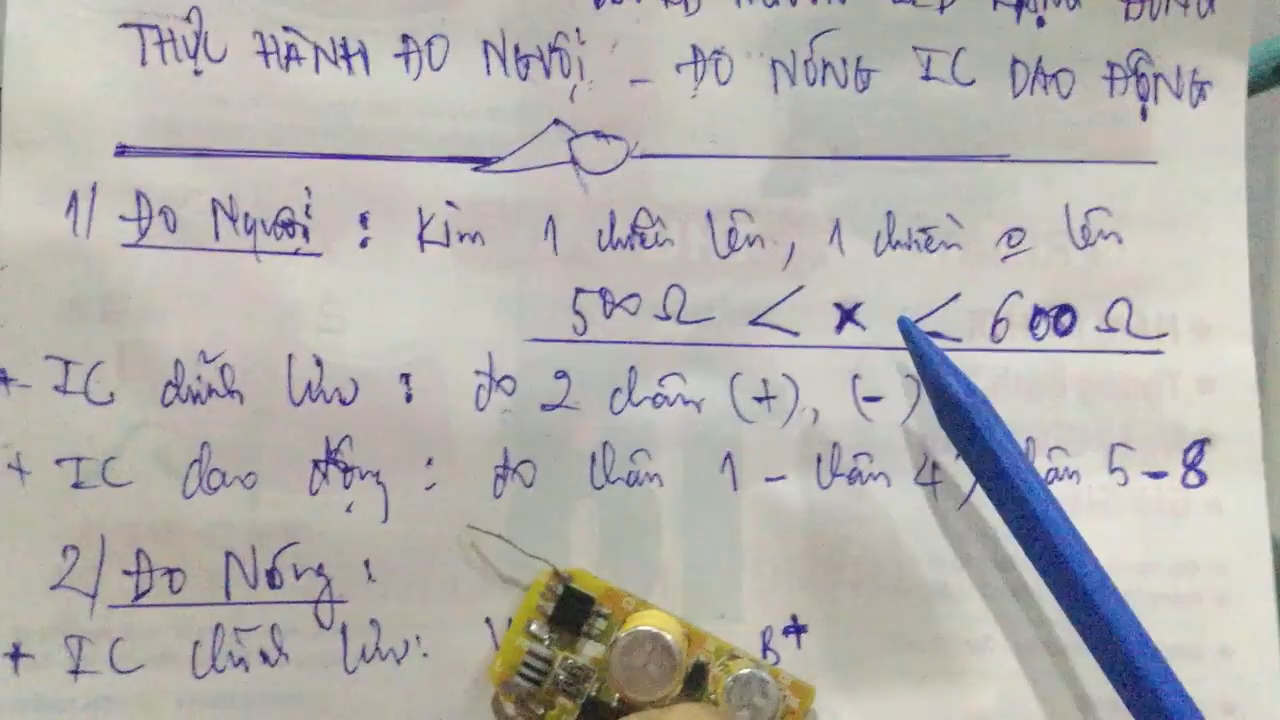 THỰC HÀNH ĐO NGUỘI - ĐO NÓNG IC DAO ĐỘNG
1/ Đo Nguội : Kim 1 chiều lên, 1 chiều 0 lên
500Ω < x < 600 Ω
+ IC chỉnh lưu : đo 2 chân (+), (-)
+ IC dao động : đo chân 1 - chân 4, chân 5-8
2/ Đo Nóng :
+ IC chỉnh lưu: B+